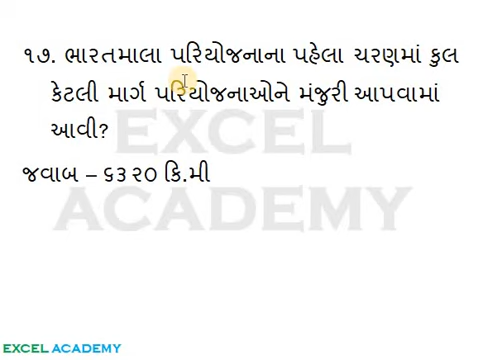 ૧૭. ભારતમાલા પરિયોજનાના પહેલા ચરણમાં કુલ
કેટલી માર્ગ પરિયોજનાઓને મંજુરી આપવામાં
આવી?
જવાબ – ૬૩૨૦ કિ.મી
EXCEL
ACADEMY
EXCEL ACADEMY